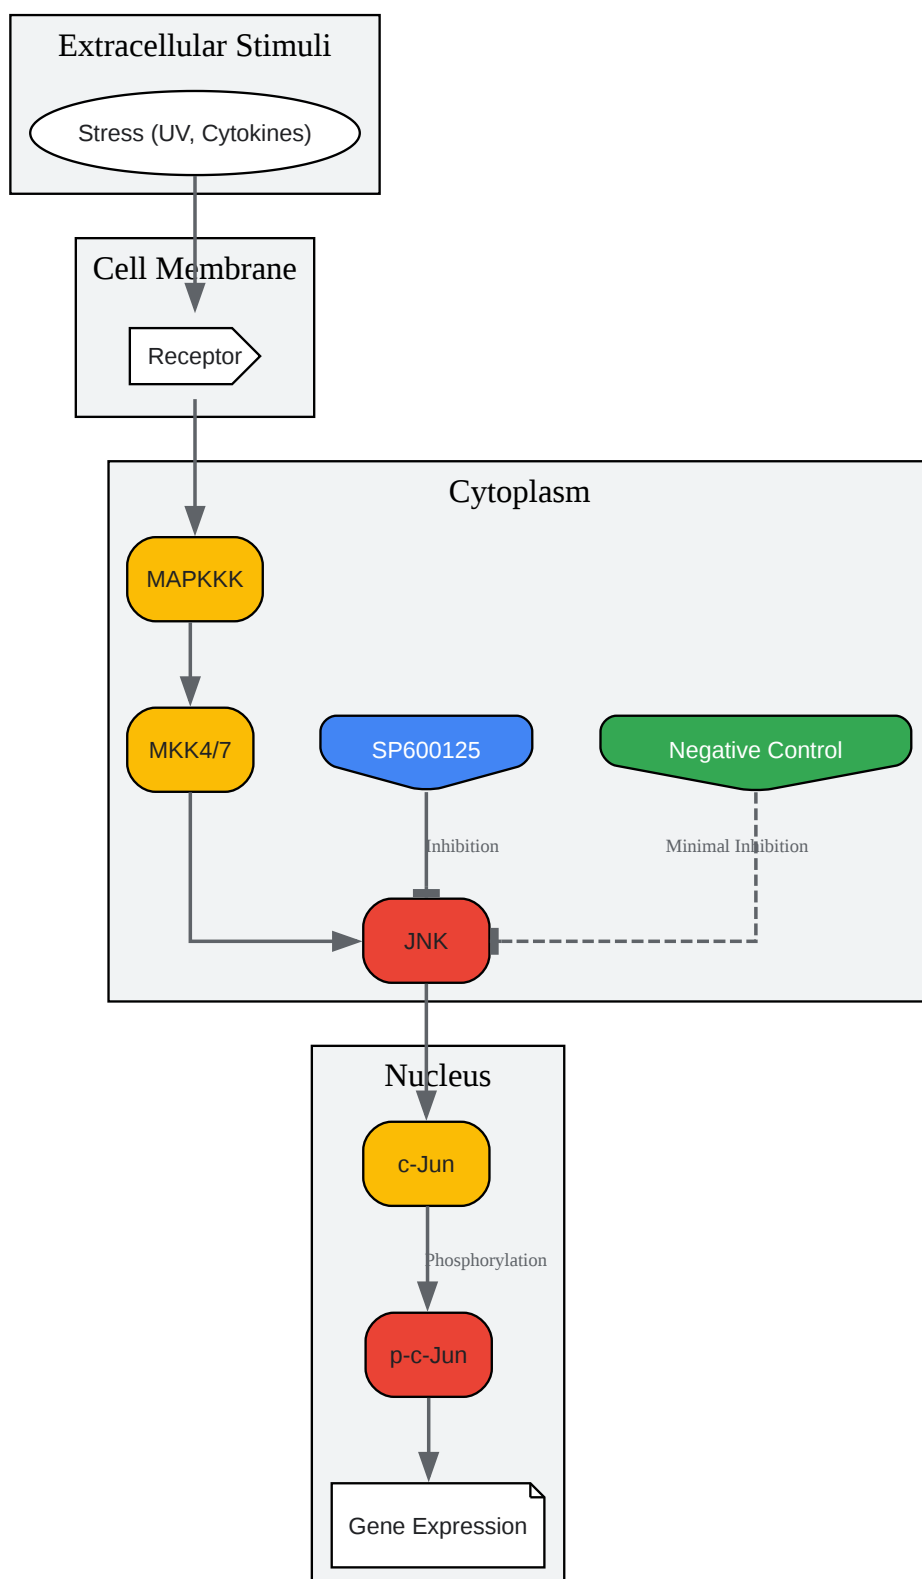 Extracellular Stimuli
Stress (UV, Cytokines)
Cell Membrane
Receptor
Cytoplasm
MAPKKK
MKK4/7
SP600125
Negative Control
Inhibition
Minimal Inhibition
JNK
Nucleus
c-Jun
Phosphorylation
p-c-Jun
Gene Expression